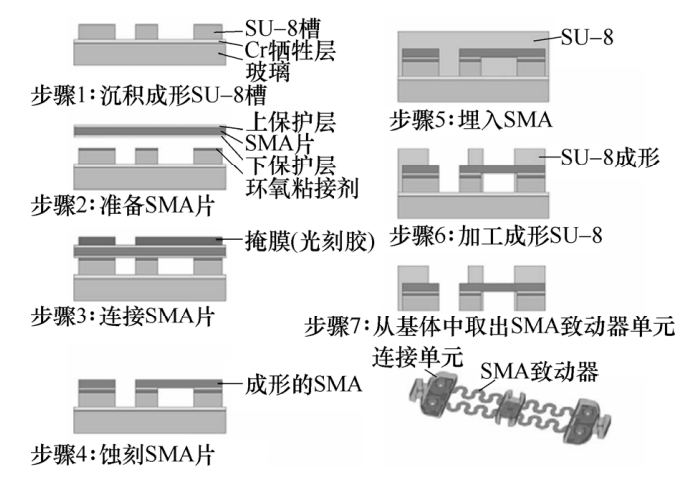 SU-8槽
Cr牺牲层
玻璃
步骤1:沉积成形SU-8槽
上保护层
SMA片
下保护层
环氧粘接剂
步骤2:准备SMA片
掩膜(光刻胶)
步骤3:连接SMA片
成形的SMA
步骤4:蚀刻SMA片
SU-8
步骤5:埋入SMA
SU-8成形
步骤6:加工成形SU-8
步骤7:从基体中取出SMA致动器单元
连接单元
SMA致动器